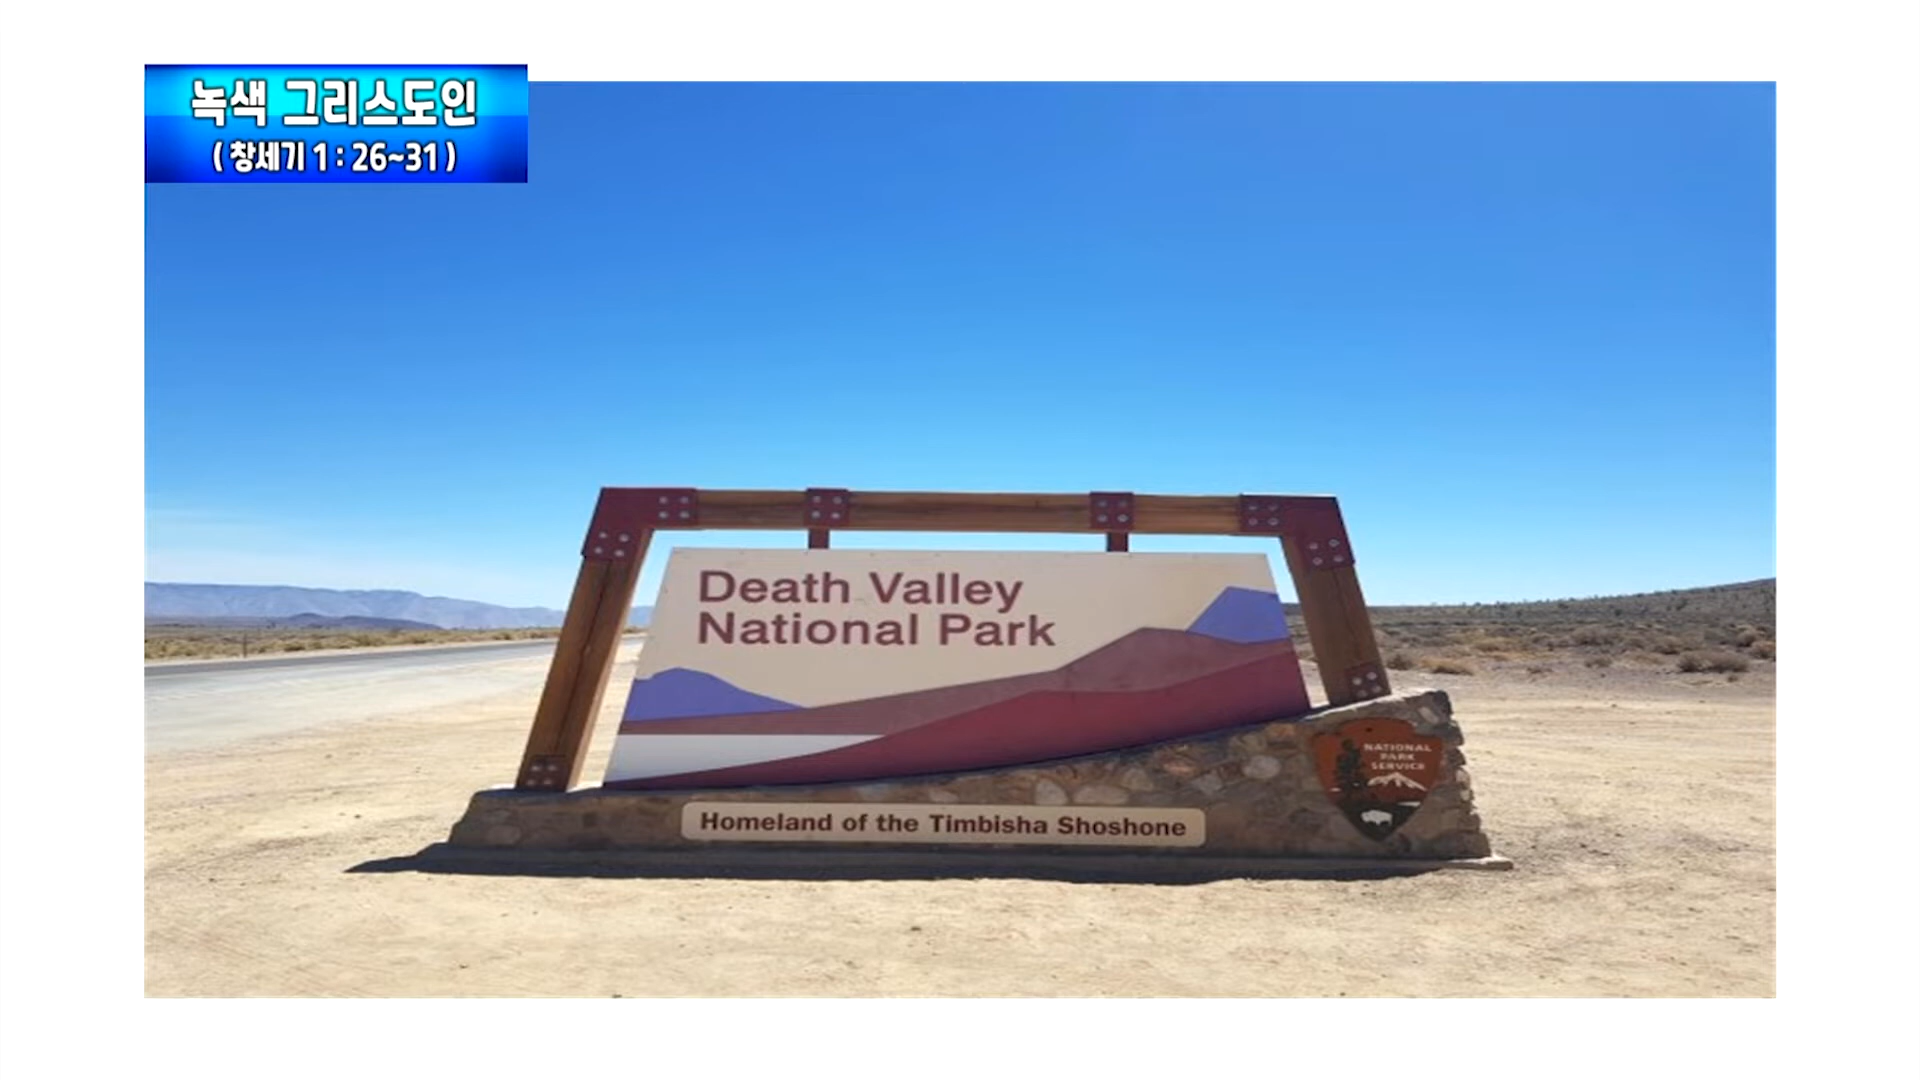 녹색 그리스도인
( 창세기 1 : 26~31 )
Death Valley
National Park
NATIONAL
PARK
SERVICE
Homeland of the Timbisha Shoshone